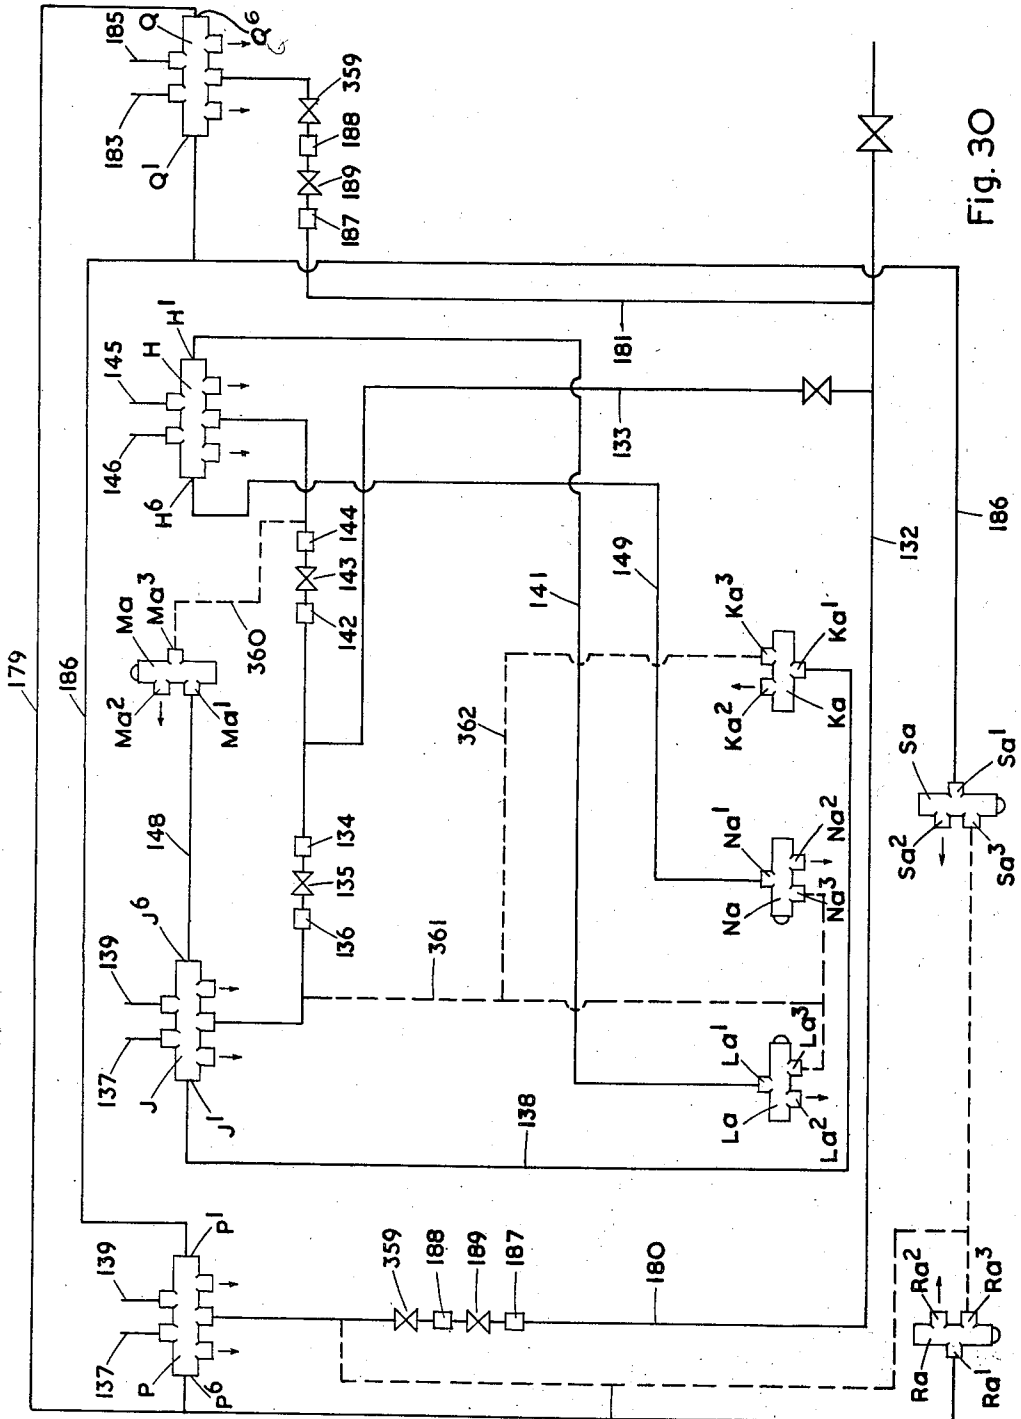 179
186
185
183
Q
Q6
Q1
359
188
189
187
181
Fig. 30
145
146
H
H1
H6
144
143
142
133
132
186
Ma
Ma3
Ma2
Ma1
360
148
141
149
362
Ka3
Ka1
Ka2
Ka
134
135
136
361
139
137
J6
J
J1
Na1
Na2
Na
Na3
Sa
Sa1
Sa2
Sa3
La1
La3
La
La2
138
139
137
P1
P
P6
359
188
189
187
180
Ra2
Ra3
Ra
Ra1